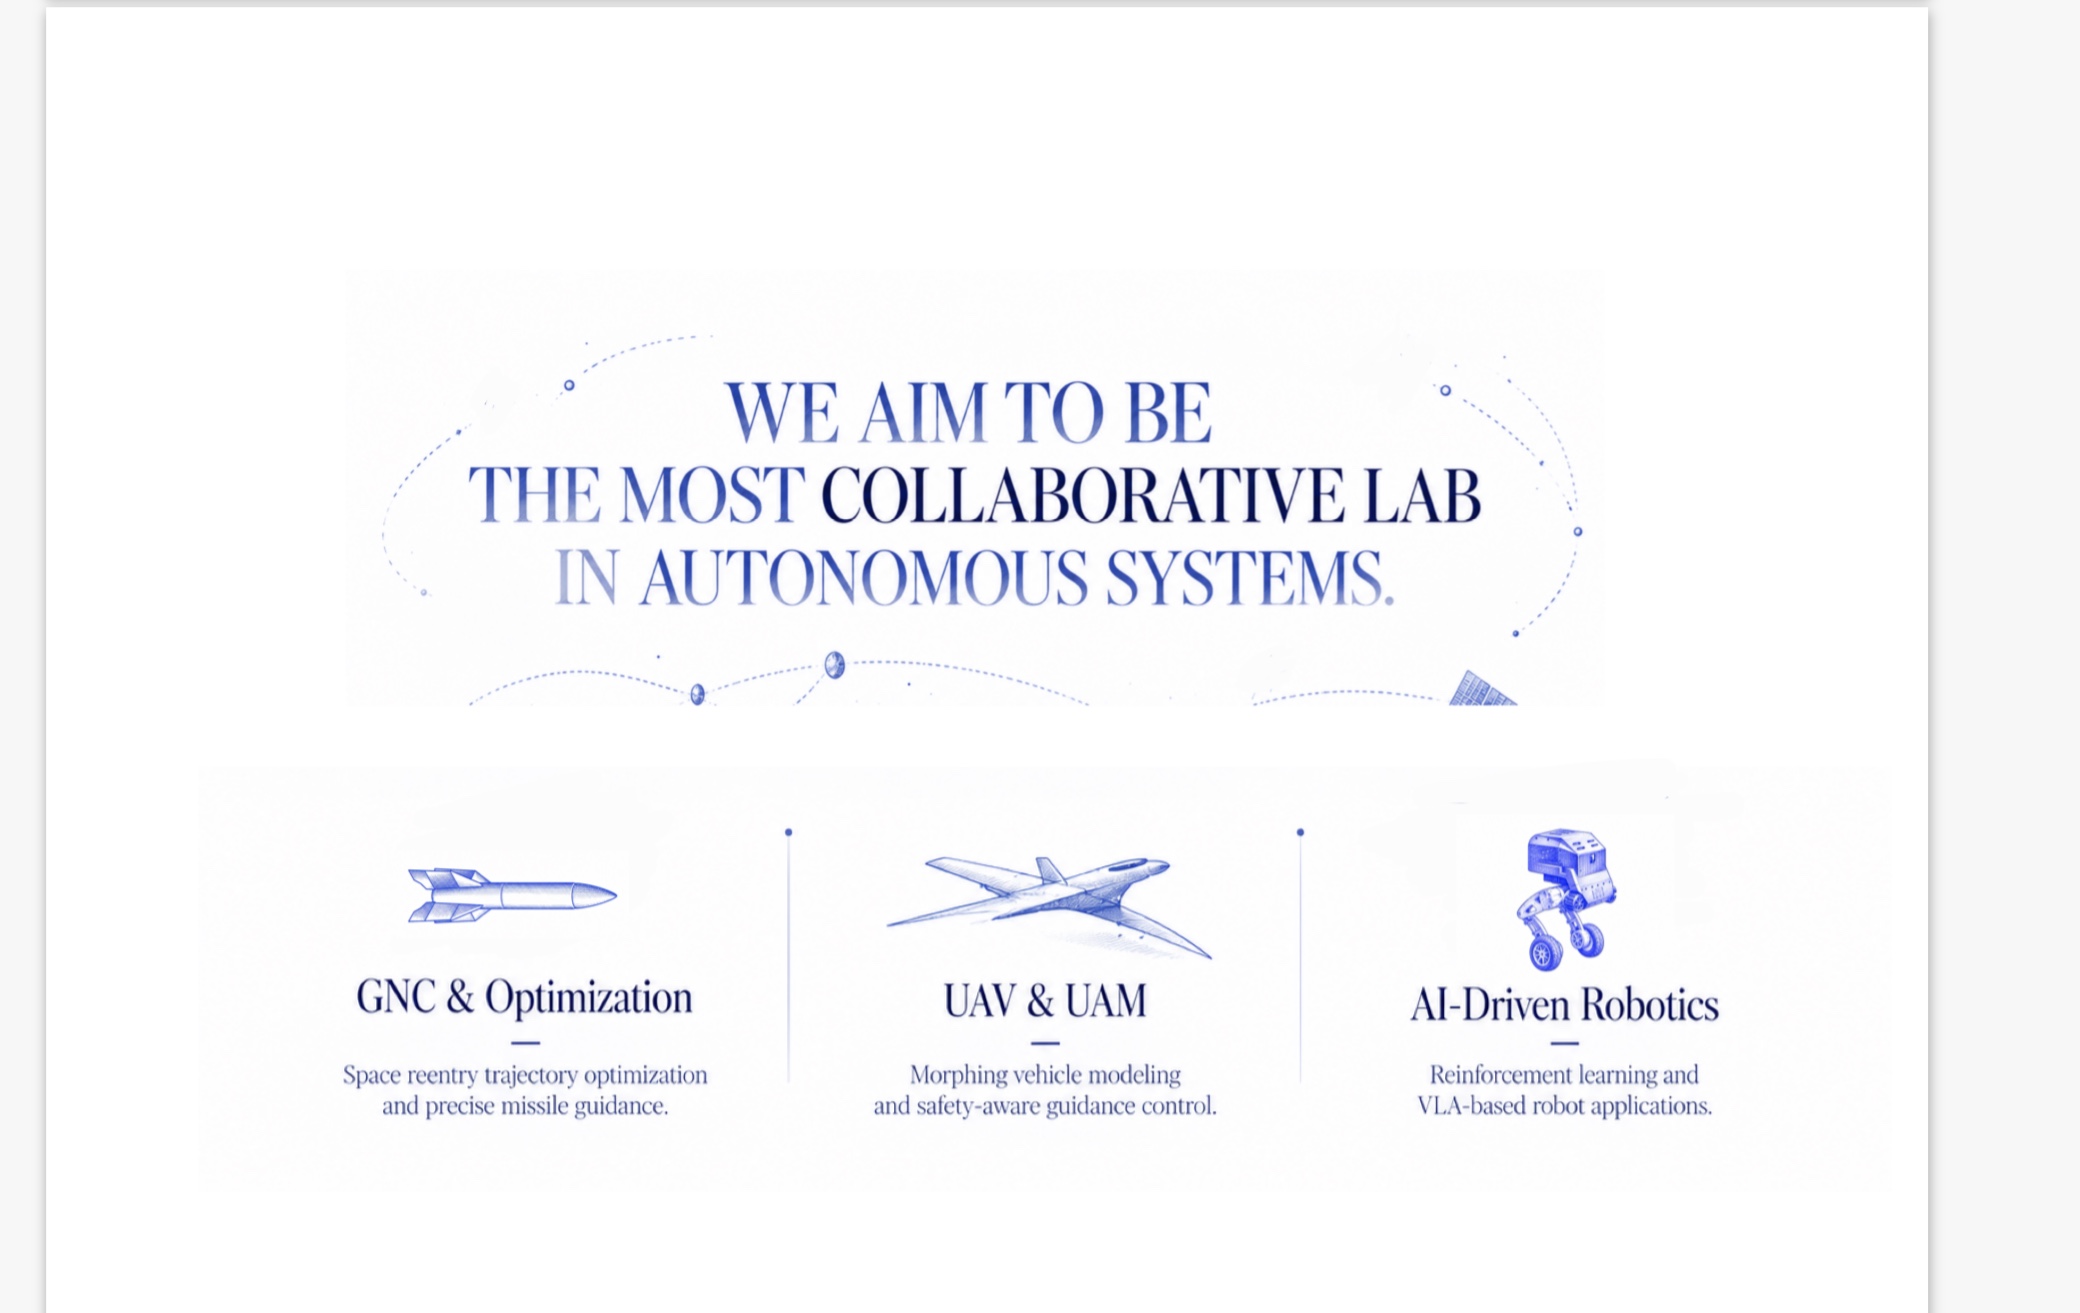 WE AIM TO BE
THE MOST COLLABORATIVE LAB
IN AUTONOMOUS SYSTEMS.
GNC & Optimization
Space reentry trajectory optimization
and precise missile guidance.
UAV & UAM
Morphing vehicle modeling
and safety-aware guidance control.
AI-Driven Robotics
Reinforcement learning and
VLA-based robot applications.